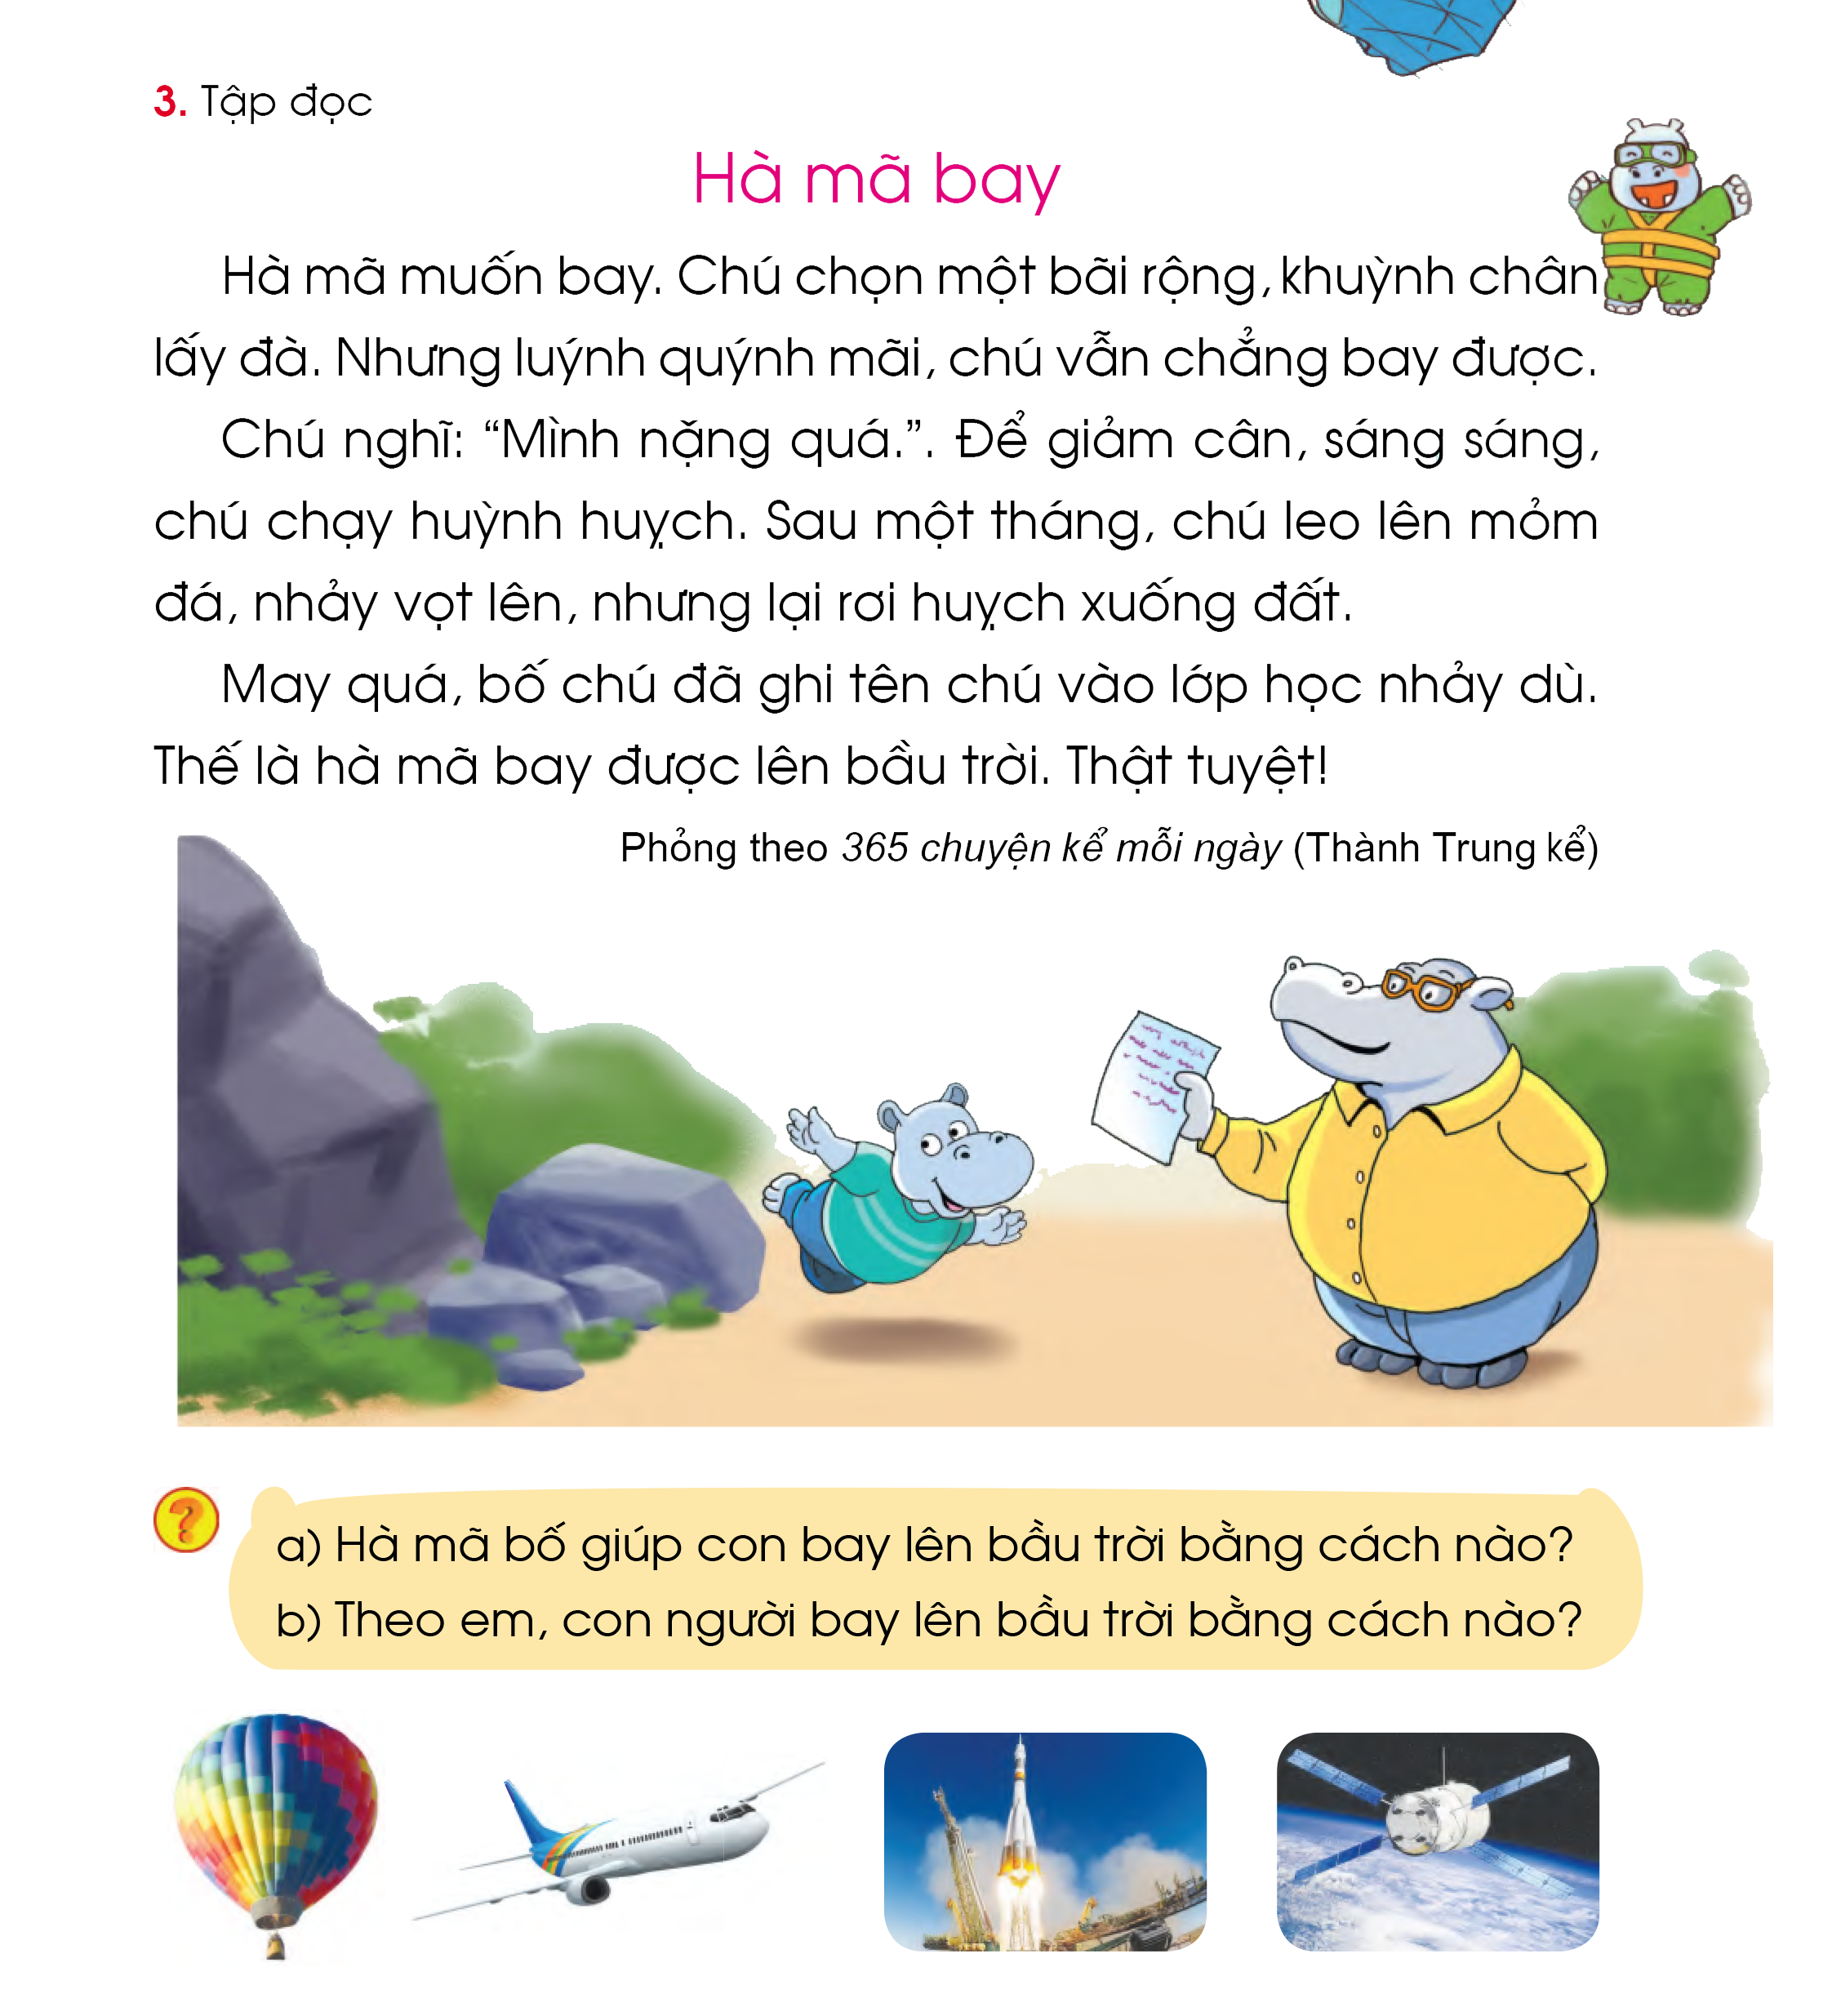 3. Tập đọc
Hà mã bay
Hà mã muốn bay. Chú chọn một bãi rộng, khuỳnh chân
lấy đà. Nhưng luýnh quýnh mãi, chú vẫn chẳng bay được.
Chú nghĩ: “Mình nặng quá.”. Để giảm cân, sáng sáng,
chú chạy huỳnh huỵch. Sau một tháng, chú leo lên mỏm
đá, nhảy vọt lên, nhưng lại rơi huỵch xuống đất.
May quá, bố chú đã ghi tên chú vào lớp học nhảy dù.
Thế là hà mã bay được lên bầu trời. Thật tuyệt!
Phỏng theo 365 chuyện kể mỗi ngày (Thành Trung kể)
?
a) Hà mã bố giúp con bay lên bầu trời bằng cách nào?
b) Theo em, con người bay lên bầu trời bằng cách nào?